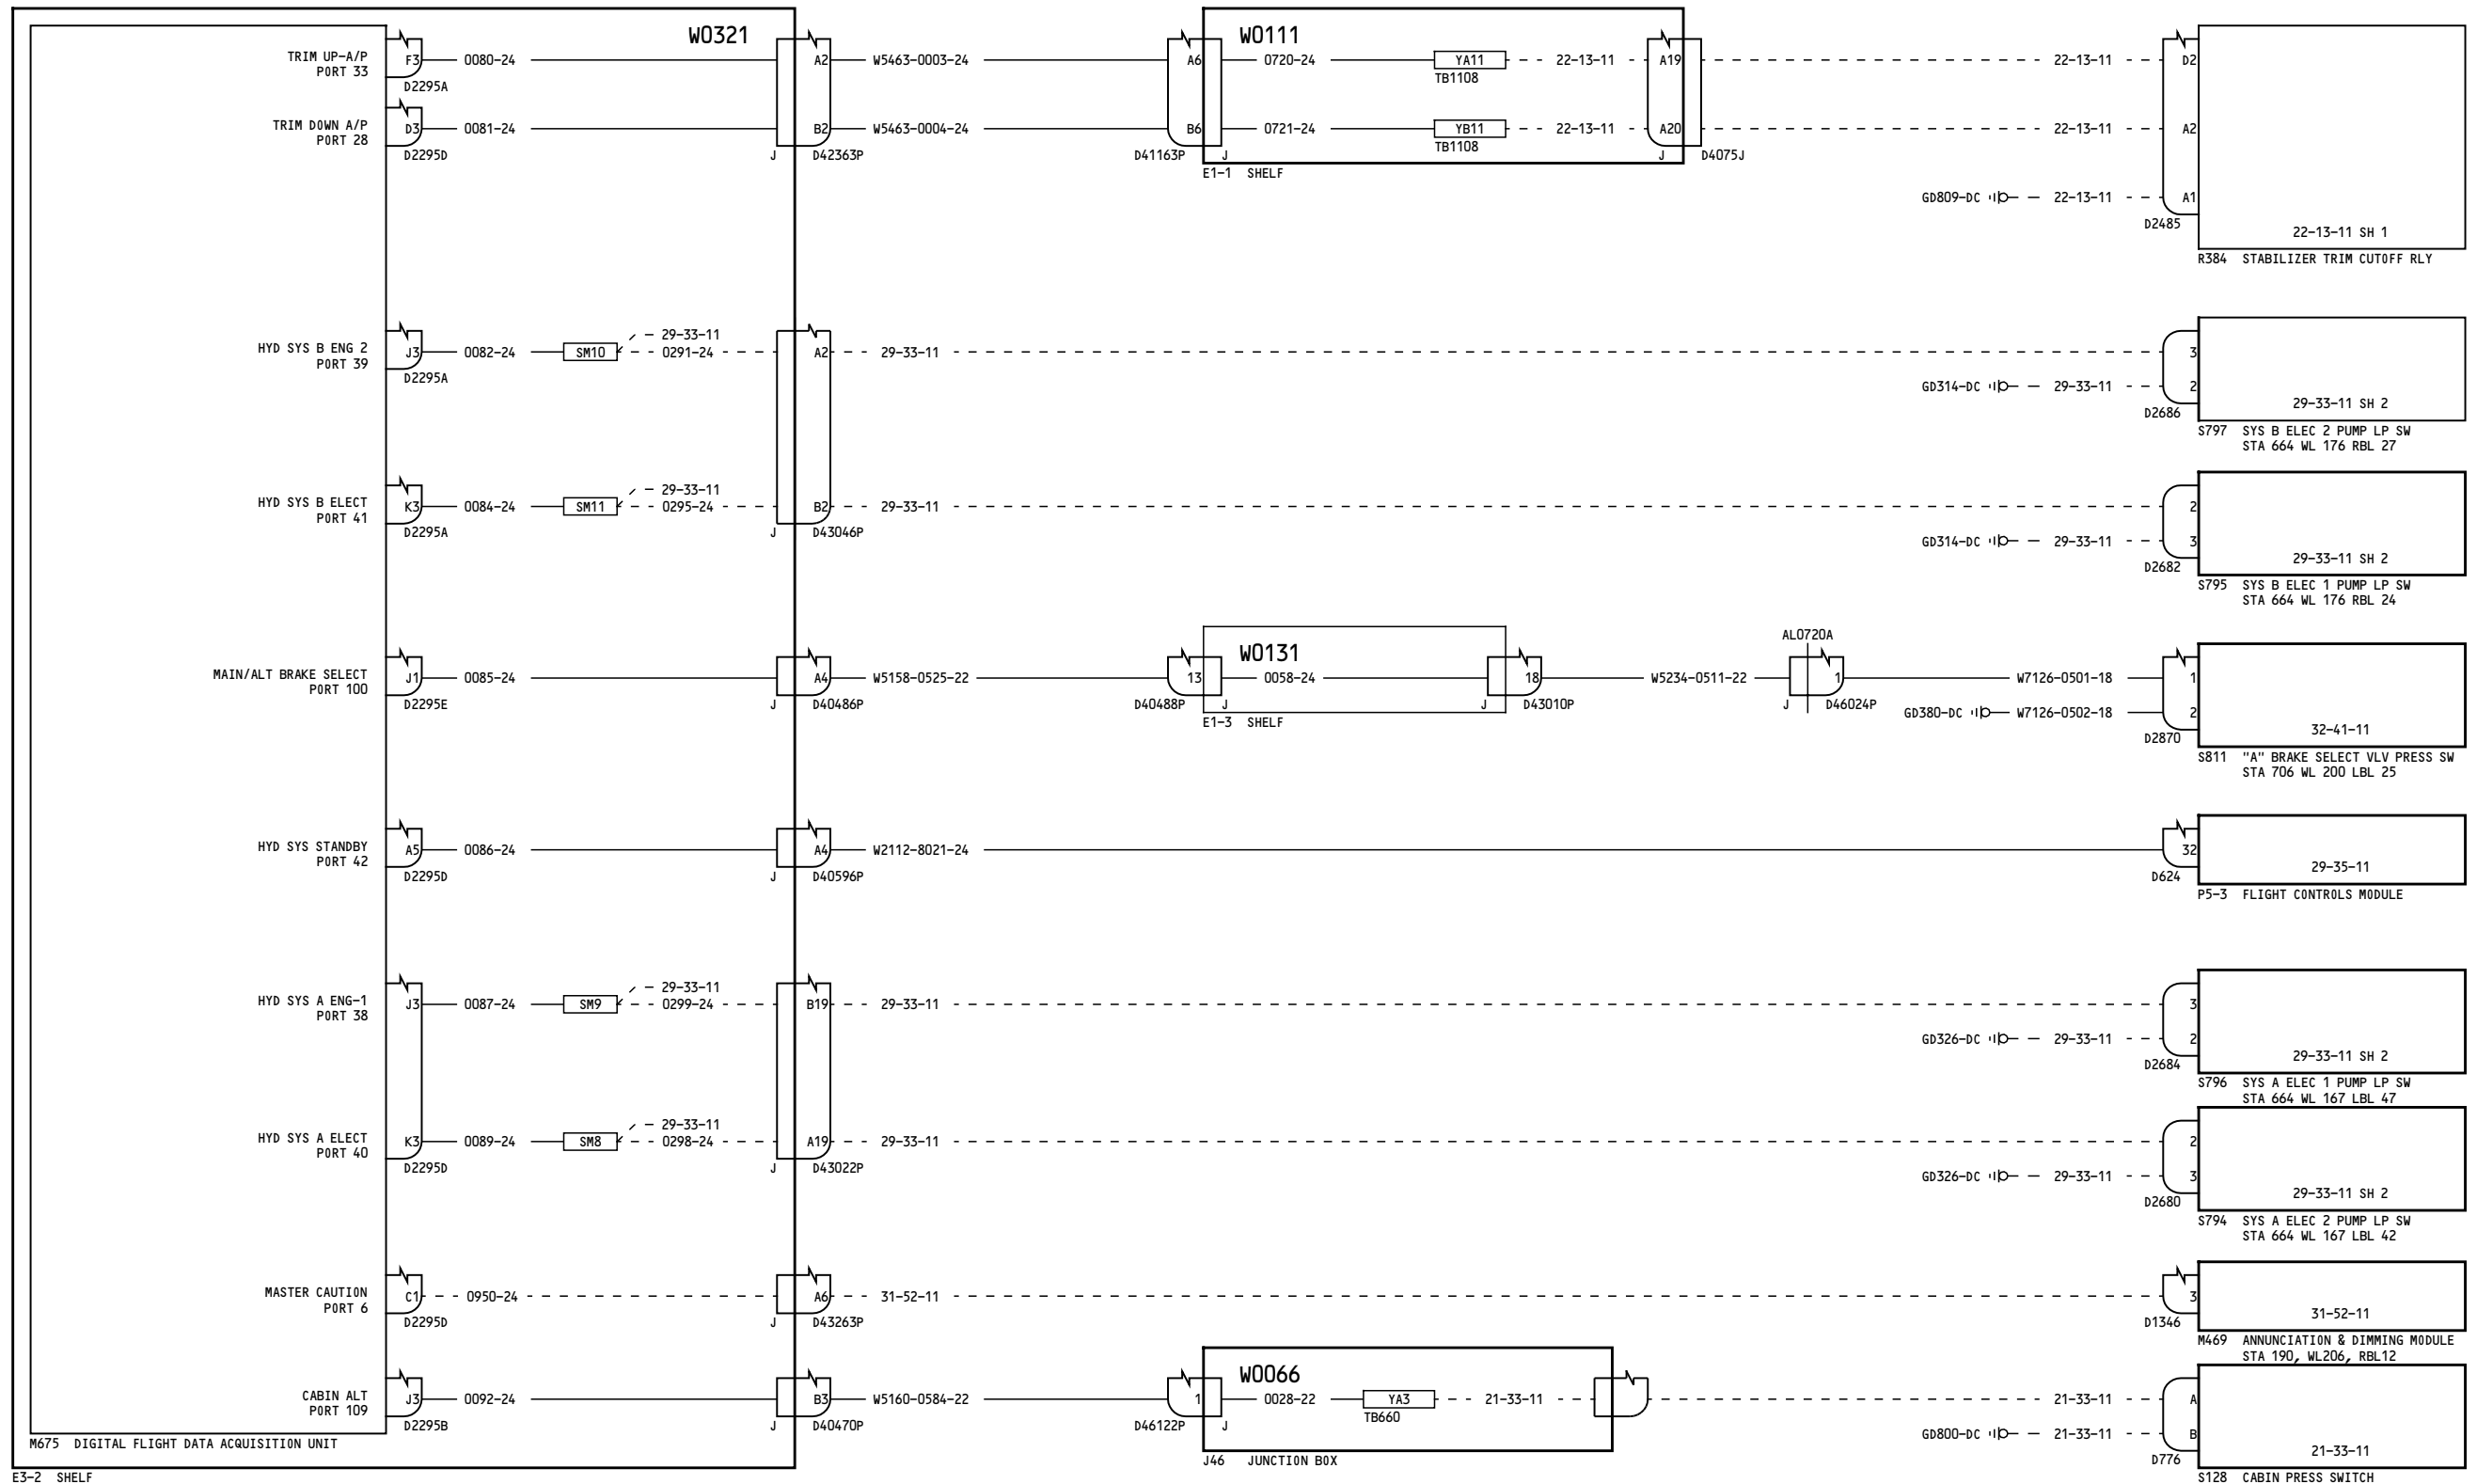 W0321
W0111
TRIM UP-A/P
PORT 33
F3
0080-24
A2
W5463-0003-24
A6
0720-24
YA11
22-13-11
A19
22-13-11
D2
D2295A
TB1108
TRIM DOWN A/P
PORT 28
D3
0081-24
B2
W5463-0004-24
B6
0721-24
YB11
22-13-11
A20
22-13-11
A2
D2295D
J
D42363P
D41163P
J
TB1108
J
D4075J
E1-1 SHELF
GD809-DC
22-13-11
A1
D2485
22-13-11 SH 1
R384 STABILIZER TRIM CUTOFF RLY
HYD SYS B ENG 2
PORT 39
J3
0082-24
SM10
29-33-11
0291-24
A2
29-33-11
3
D2295A
GD314-DC
29-33-11
2
D2686
29-33-11 SH 2
S797 SYS B ELEC 2 PUMP LP SW
STA 664 WL 176 RBL 27
HYD SYS B ELECT
PORT 41
K3
0084-24
SM11
29-33-11
0295-24
B2
29-33-11
2
D2295A
J
D43046P
GD314-DC
29-33-11
3
D2682
29-33-11 SH 2
S795 SYS B ELEC 1 PUMP LP SW
STA 664 WL 176 RBL 24
MAIN/ALT BRAKE SELECT
PORT 100
J1
0085-24
A4
W5158-0525-22
13
W0131
0058-24
18
W5234-0511-22
AL0720A
1
W7126-0501-18
1
D2295E
J
D40486P
D40488P
J
J
D43010P
J
D46024P
GD380-DC
W7126-0502-18
2
E1-3 SHELF
D2870
32-41-11
S811 "A" BRAKE SELECT VLV PRESS SW
STA 706 WL 200 LBL 25
HYD SYS STANDBY
PORT 42
A5
0086-24
A4
W2112-8021-24
32
D2295D
J
D40596P
D624
29-35-11
P5-3 FLIGHT CONTROLS MODULE
HYD SYS A ENG-1
PORT 38
J3
0087-24
SM9
29-33-11
0299-24
B19
29-33-11
3
GD326-DC
29-33-11
2
D2684
29-33-11 SH 2
S796 SYS A ELEC 1 PUMP LP SW
STA 664 WL 167 LBL 47
HYD SYS A ELECT
PORT 40
K3
0089-24
SM8
29-33-11
0298-24
A19
29-33-11
2
D2295D
J
D43022P
GD326-DC
29-33-11
3
D2680
29-33-11 SH 2
S794 SYS A ELEC 2 PUMP LP SW
STA 664 WL 167 LBL 42
MASTER CAUTION
PORT 6
C1
0950-24
A6
31-52-11
3
D2295D
J
D43263P
D1346
31-52-11
M469 ANNUNCIATION & DIMMING MODULE
STA 190, WL206, RBL12
CABIN ALT
PORT 109
J3
0092-24
B3
W5160-0584-22
1
W0066
0028-22
YA3
21-33-11
21-33-11
A
D2295B
J
D40470P
D46122P
J
TB660
GD800-DC
21-33-11
B
D776
21-33-11
M675 DIGITAL FLIGHT DATA ACQUISITION UNIT
J46 JUNCTION BOX
E3-2 SHELF
S128 CABIN PRESS SWITCH